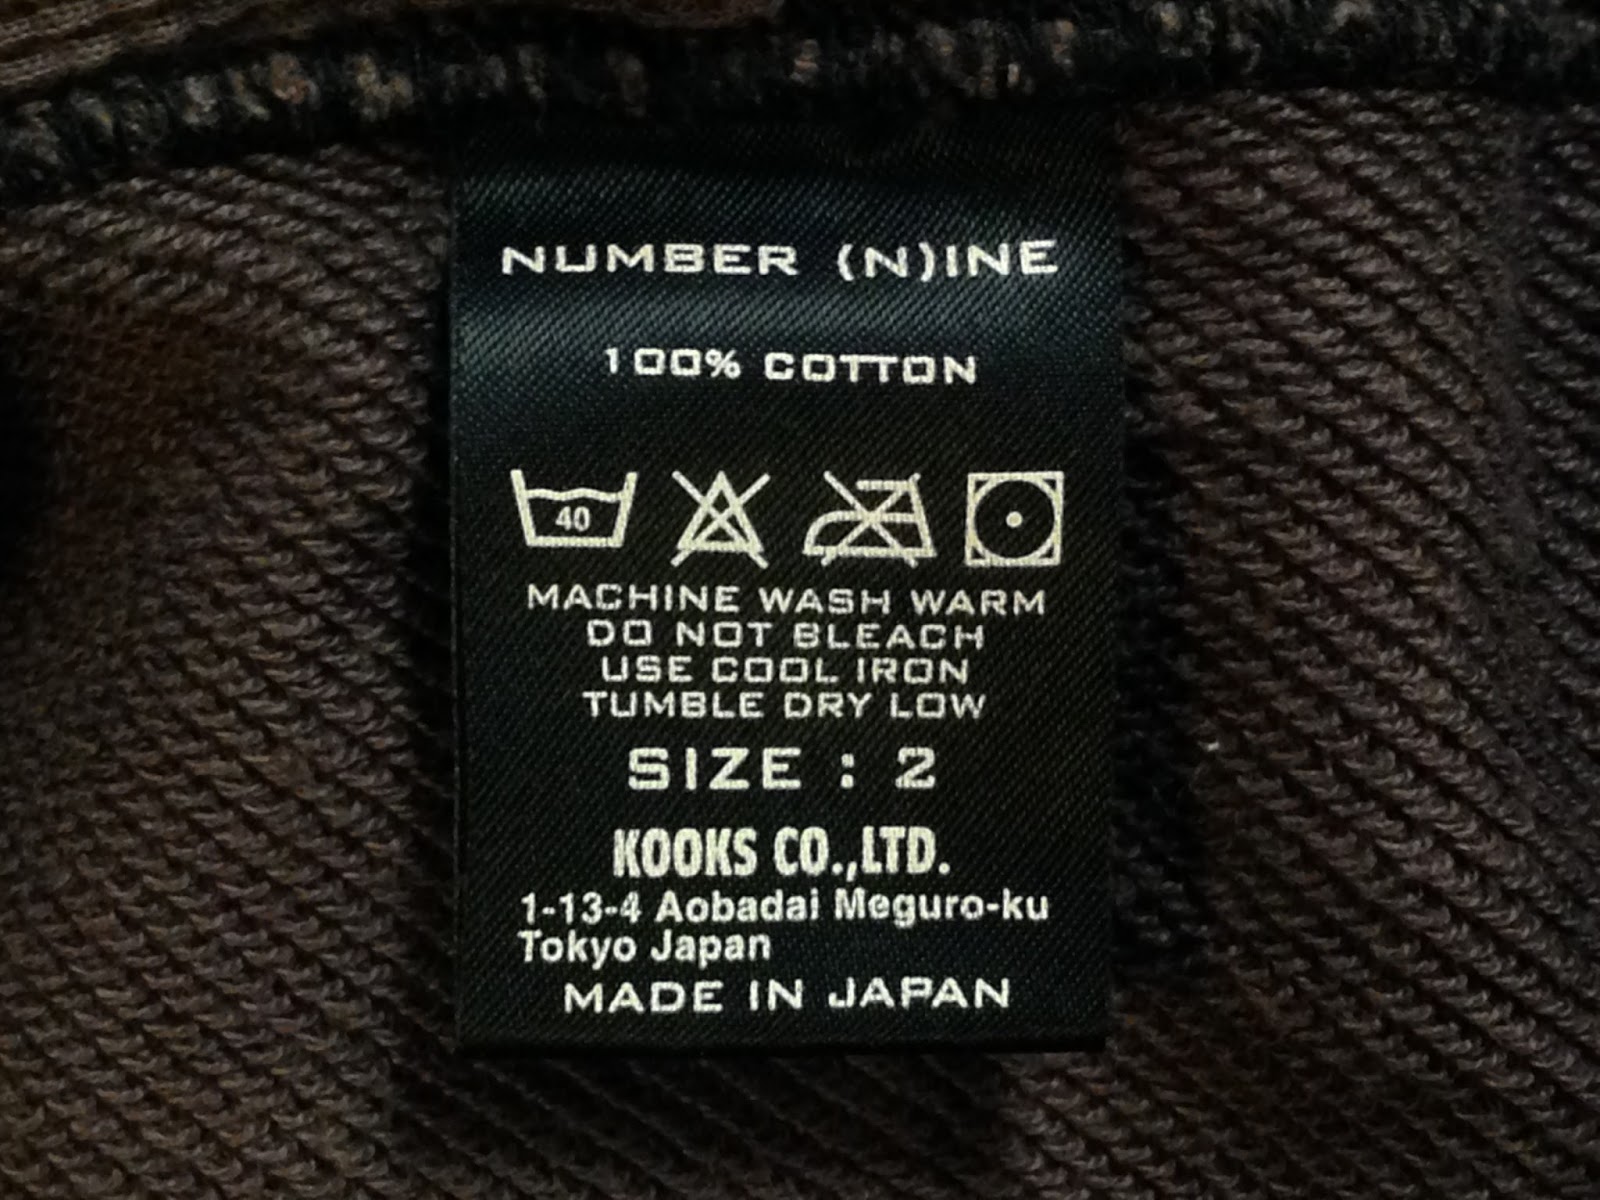 NUMBER (N)INE
100% COTTON
40
MACHINE WASH WARM
DO NOT BLEACH
USE COOL IRON
TUMBLE DRY LOW
SIZE : 2
KOOKS CO.,LTD.
1-13-4 Aobadai Meguro-ku
Tokyo Japan
MADE IN JAPAN